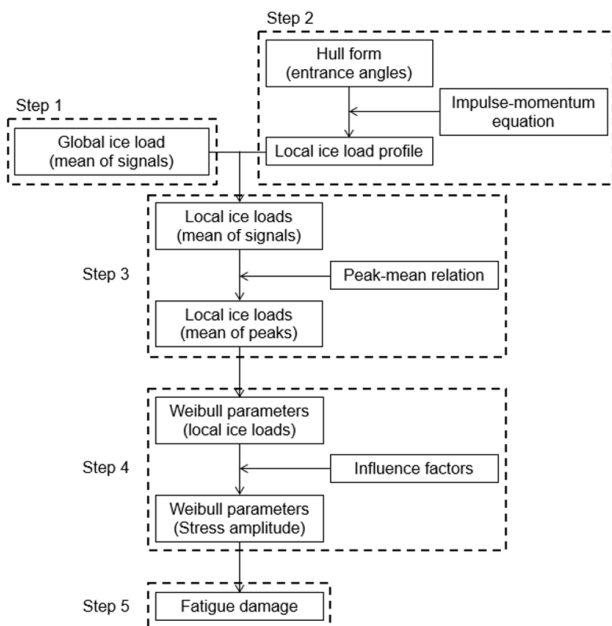 Step 2
Hull form
(entrance angles)
Impulse-momentum
equation
Local ice load profile
Step 1
Global ice load
(mean of signals)
Local ice loads
(mean of signals)
Step 3
Peak-mean relation
Local ice loads
(mean of peaks)
Weibull parameters
(local ice loads)
Step 4
Influence factors
Weibull parameters
(Stress amplitude)
Step 5
Fatigue damage